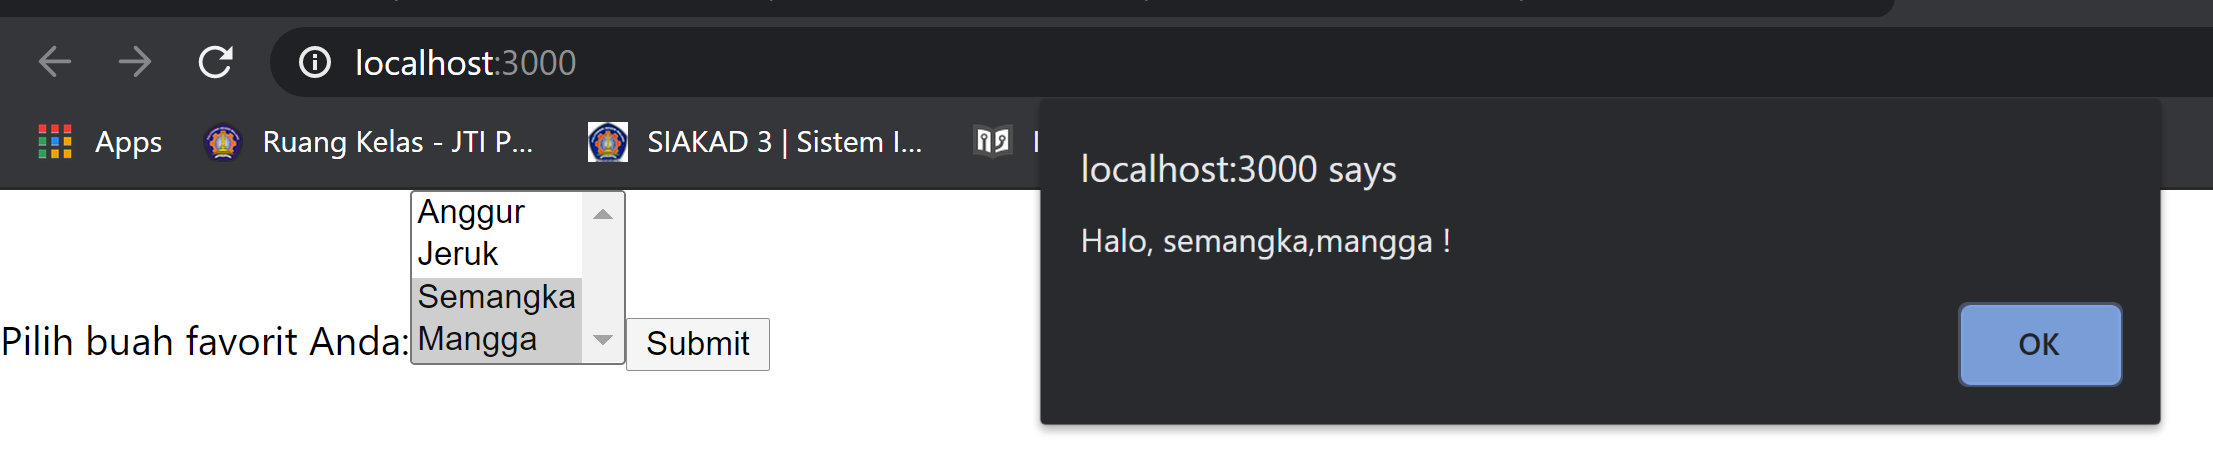 localhost:3000
Apps
Ruang Kelas - JTI P...
SIAKAD 3 | Sistem I...
localhost:3000 says
Halo, semangka,mangga !
OK
Anggur
Jeruk
Semangka
Mangga
Pilih buah favorit Anda:
Submit